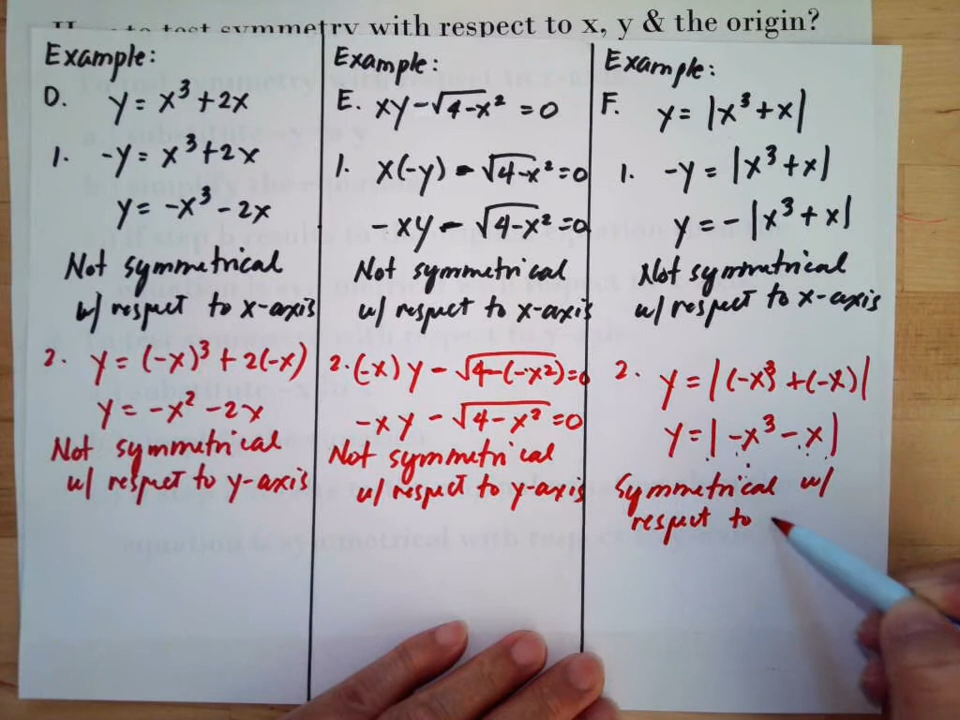 to test symmetry with respect to x, y & the origin?
Example:
D. y = x³ + 2x
1. -y = x³ + 2x
y = -x³ - 2x
Not symmetrical
w/ respect to x-axis
2. y = (-x)³ + 2(-x)
y = -x² - 2x
Not symmetrical
w/ respect to y-axis
Example:
E. xy - √4-x² = 0
1. x(-y) - √4-x² = 0
-xy - √4-x² = 0
Not symmetrical
w/ respect to x-axis
2. (-x)y - √4-(-x²) = 0
-xy - √4-x² = 0
Not symmetrical
w/ respect to y-axis
Example:
F. y = |x³ + x|
1. -y = |x³ + x|
y = -|x³ + x|
Not symmetrical
w/ respect to x-axis
2. y = |(-x)³ + (-x)|
y = |-x³ - x|
Symmetrical w/
respect to